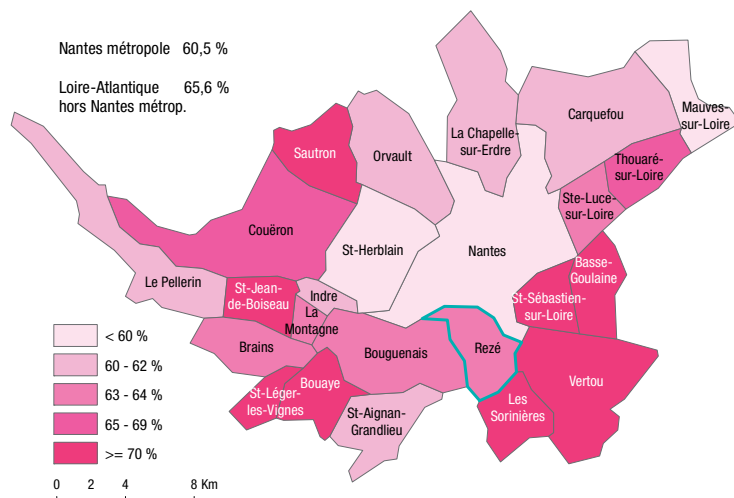 Nantes métropole 60,5 %
Loire-Atlantique 65,6 %
hors Nantes métrop.
Mauves-
sur-Loire
Carquefou
La Chapelle-
sur-Erdre
Thouaré-
sur-Loire
Sautron
Orvault
Ste-Luce-
sur-Loire
Couëron
St-Herblain
Nantes
Basse-
Goulaine
Le Pellerin
St-Jean-
de-Boiseau
Indre
La
Montagne
St-Sébastien-
sur-Loire
Brains
Bouguenais
Rezé
Vertou
St-Léger-
les-Vignes
Bouaye
St-Aignan-
Grandlieu
Les
Sorinières
< 60 %
60 - 62 %
63 - 64 %
65 - 69 %
>= 70 %
0 2 4 8 Km